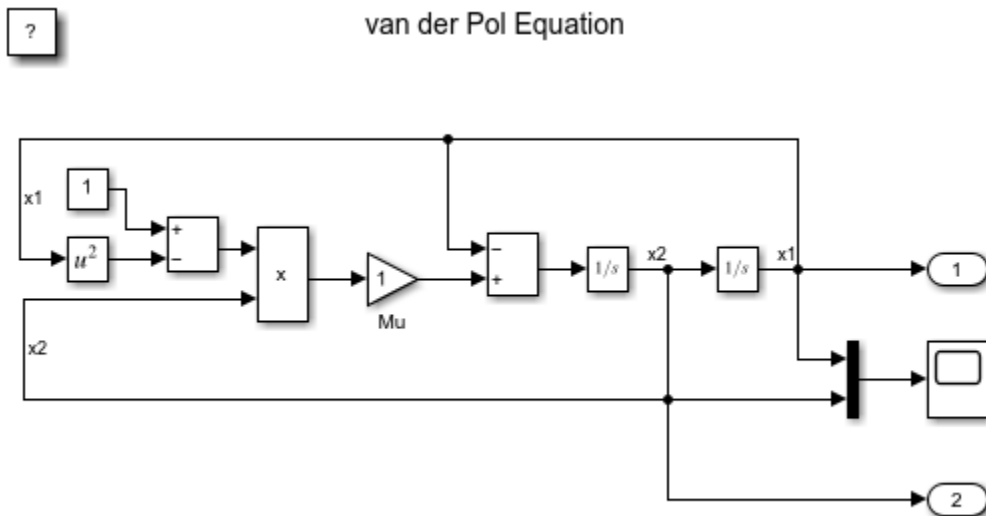 ?
van der Pol Equation
x1
1
+
−
u²
x
1
Mu
−
+
1/s
x2
1/s
x1
1
x2
2